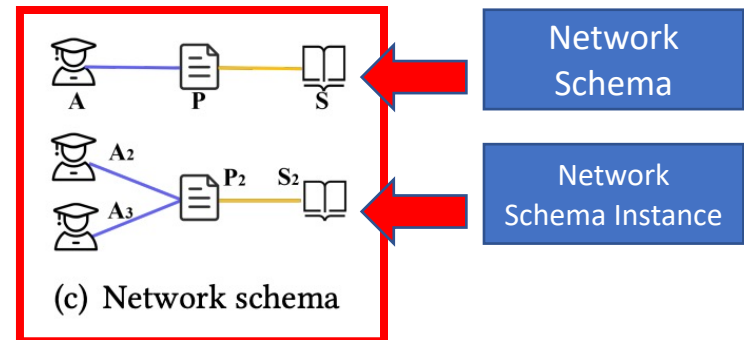 A P S
Network
Schema
A2
P2 S2
A3
Network
Schema Instance
(c) Network schema